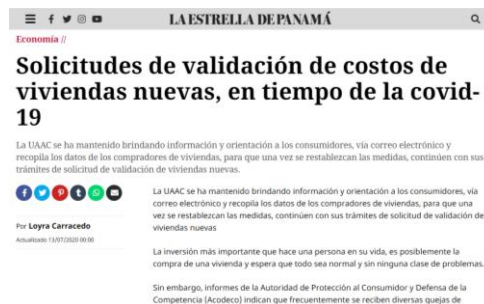 LA ESTRELLA DE PANAMÁ
Economía //
Solicitudes de validación de costos de
viviendas nuevas, en tiempo de la covid-
19
La UAAC se ha mantenido brindando información y orientación a los consumidores, vía correo electrónico y
recopila los datos de los compradores de viviendas, para que una vez se restablezcan las medidas, continúen con sus
trámites de solicitud de validación de viviendas nuevas.
La UAAC se ha mantenido brindando información y orientación a los consumidores, vía
correo electrónico y recopila los datos de los compradores de viviendas, para que una
vez se restablezcan las medidas, continúen con sus trámites de solicitud de validación de
viviendas nuevas
Por Loyra Carracedo
Actualizado 13/07/2020 00:00
La inversión más importante que hace una persona en su vida, es posiblemente la
compra de una vivienda y espera que todo sea normal y sin ninguna clase de problemas.
Sin embargo, informes de la Autoridad de Protección al Consumidor y Defensa de la
Competencia (Acodeco) indican que frecuentemente se reciben diversas quejas de